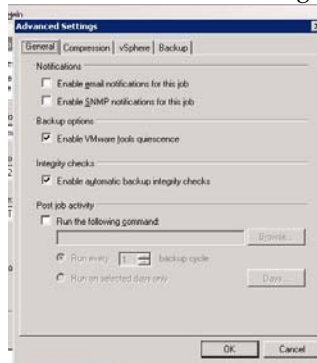 Advanced Settings
General Compression vSphere Backup
Notifications
Enable email notifications for this job
Enable SNMP notifications for this job
Backup options
Enable VMware tools quiescence
Integrity checks
Enable automatic backup integrity checks
Post job activity
Run the following command:
Browse...
Run every 1 backup cycle
Run on selected days only
Days...
OK Cancel